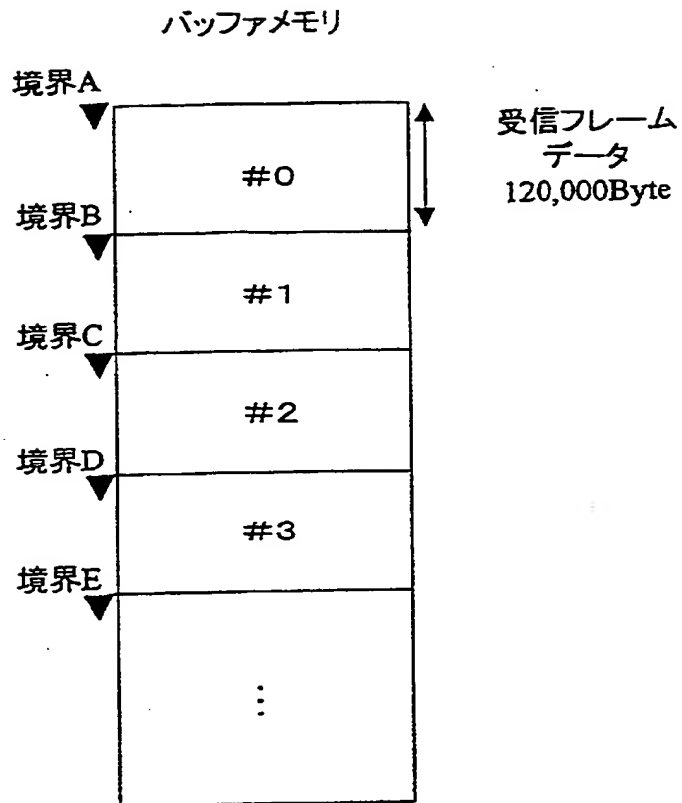 バッファメモリ
境界A
受信フレーム
データ
120,000Byte
#0
境界B
#1
境界C
#2
境界D
#3
境界E
⋮